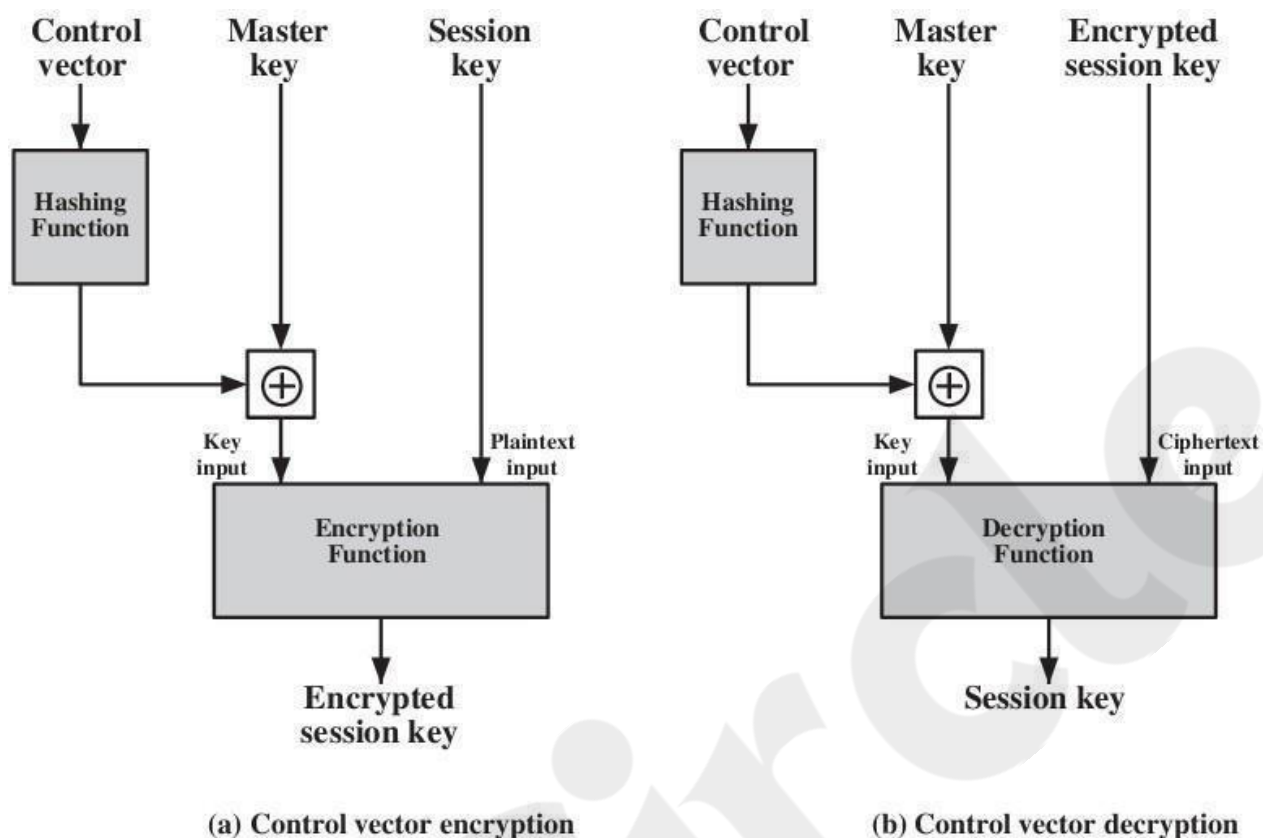 Control
vector
Master
key
Session
key
Hashing
Function
Key
input
Plaintext
input
Encryption
Function
Encrypted
session key
(a) Control vector encryption
Control
vector
Master
key
Encrypted
session key
Hashing
Function
Key
input
Ciphertext
input
Decryption
Function
Session key
(b) Control vector decryption